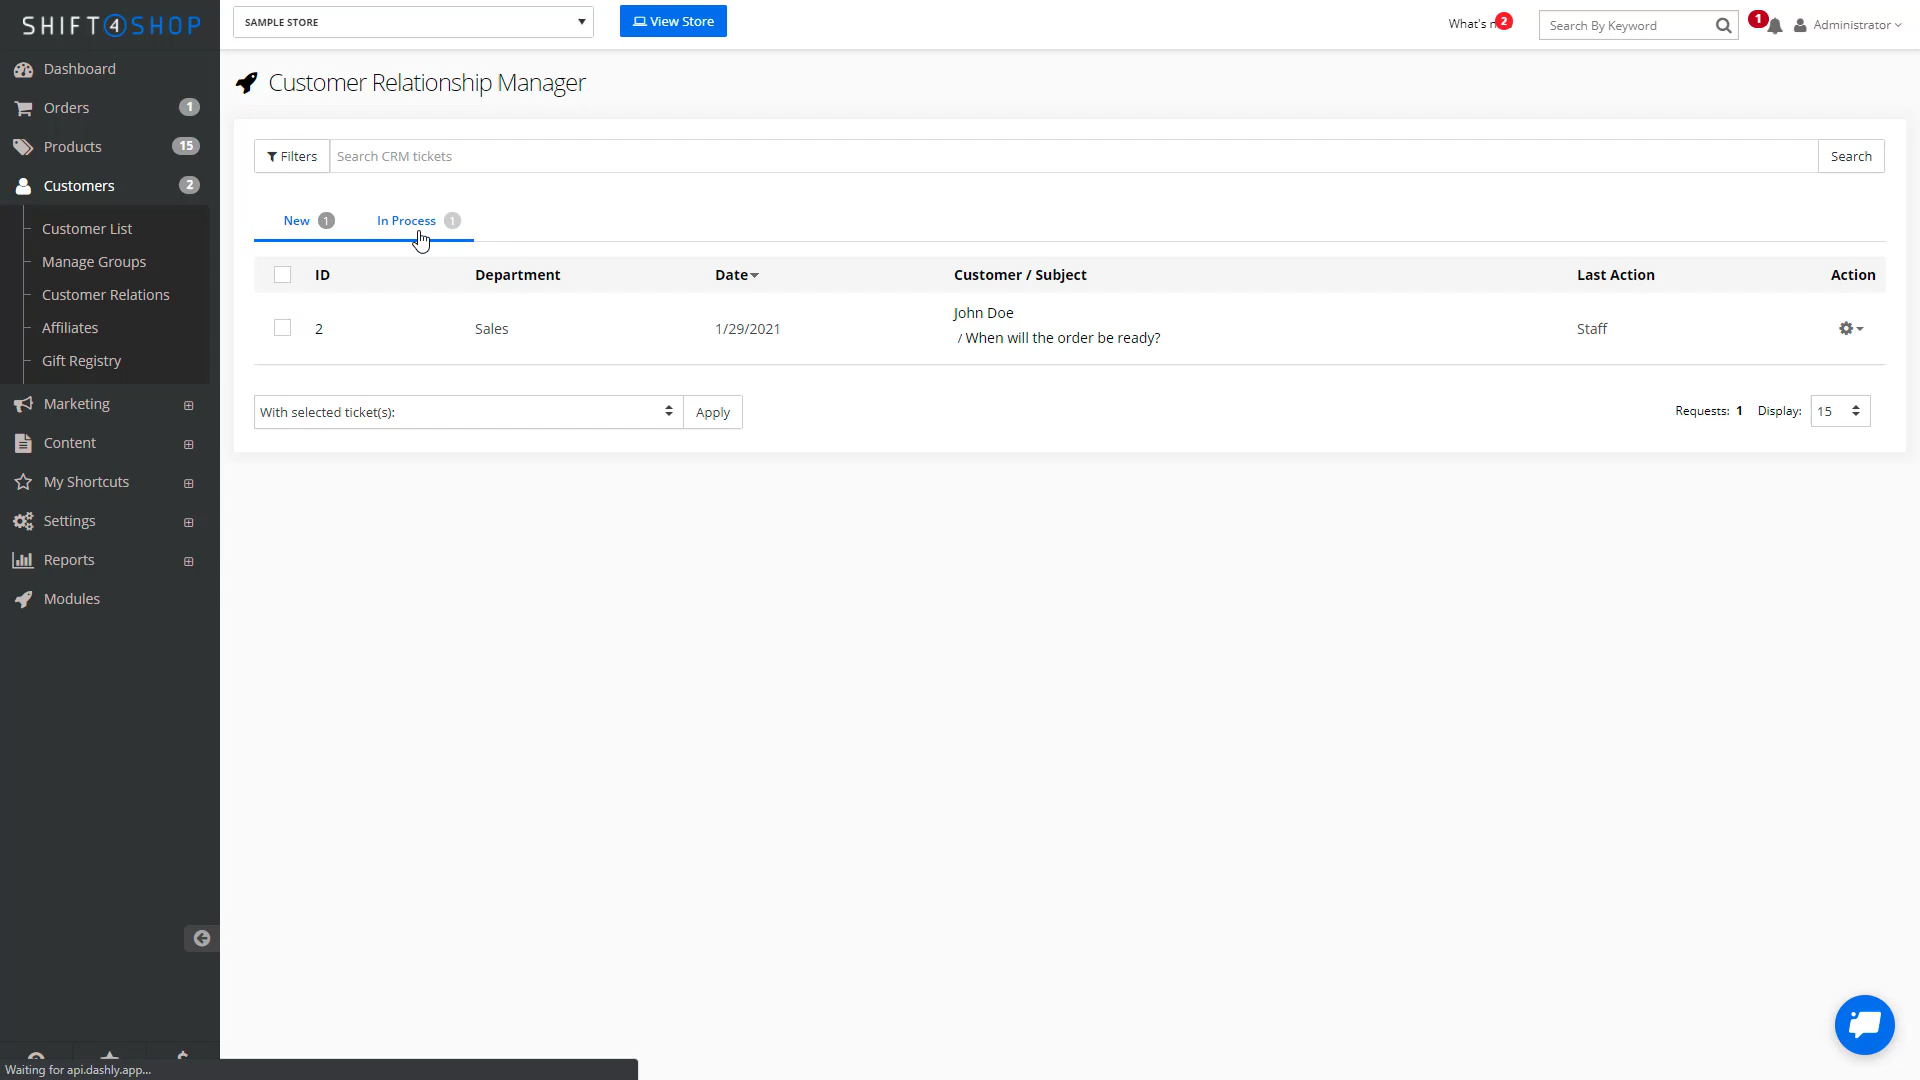 SHIFT4SHOP
SAMPLE STORE
View Store
What's n
2
Search By Keyword
1
Administrator
Dashboard
Orders
1
Products
15
Customers
2
Customer List
Manage Groups
Customer Relations
Affiliates
Gift Registry
Marketing
Content
My Shortcuts
Settings
Reports
Modules
Customer Relationship Manager
Filters
Search CRM tickets
Search
New 1
In Process 1
ID
Department
Date
Customer / Subject
Last Action
Action
2
Sales
1/29/2021
John Doe
/ When will the order be ready?
Staff
With selected ticket(s):
Apply
Requests: 1
Display:
15
Waiting for api.dashly.app...